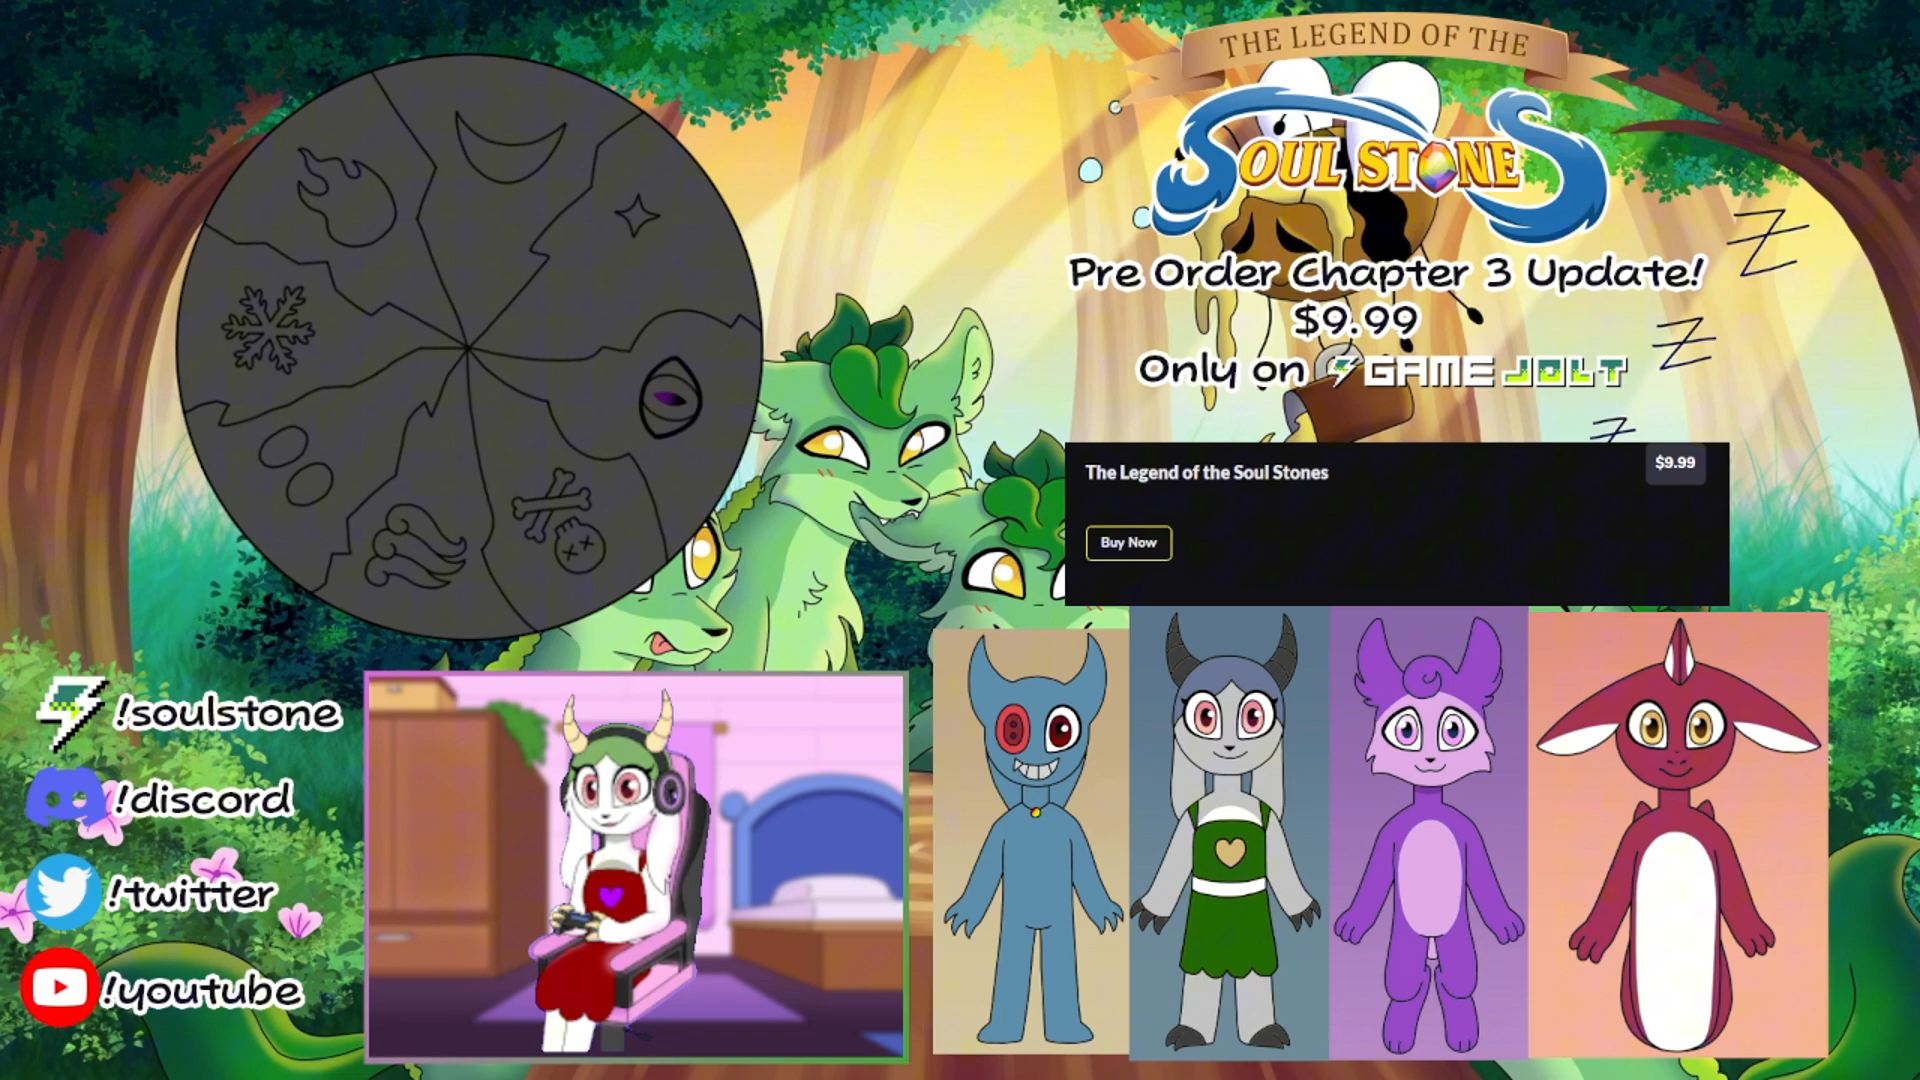 THE LEGEND OF THE
SOUL STONES
Pre Order Chapter 3 Update!
$9.99
Only on GAME JOLT
The Legend of the Soul Stones
$9.99
Buy Now
Z
Z
Z
!soulstone
!discord
!twitter
!youtube